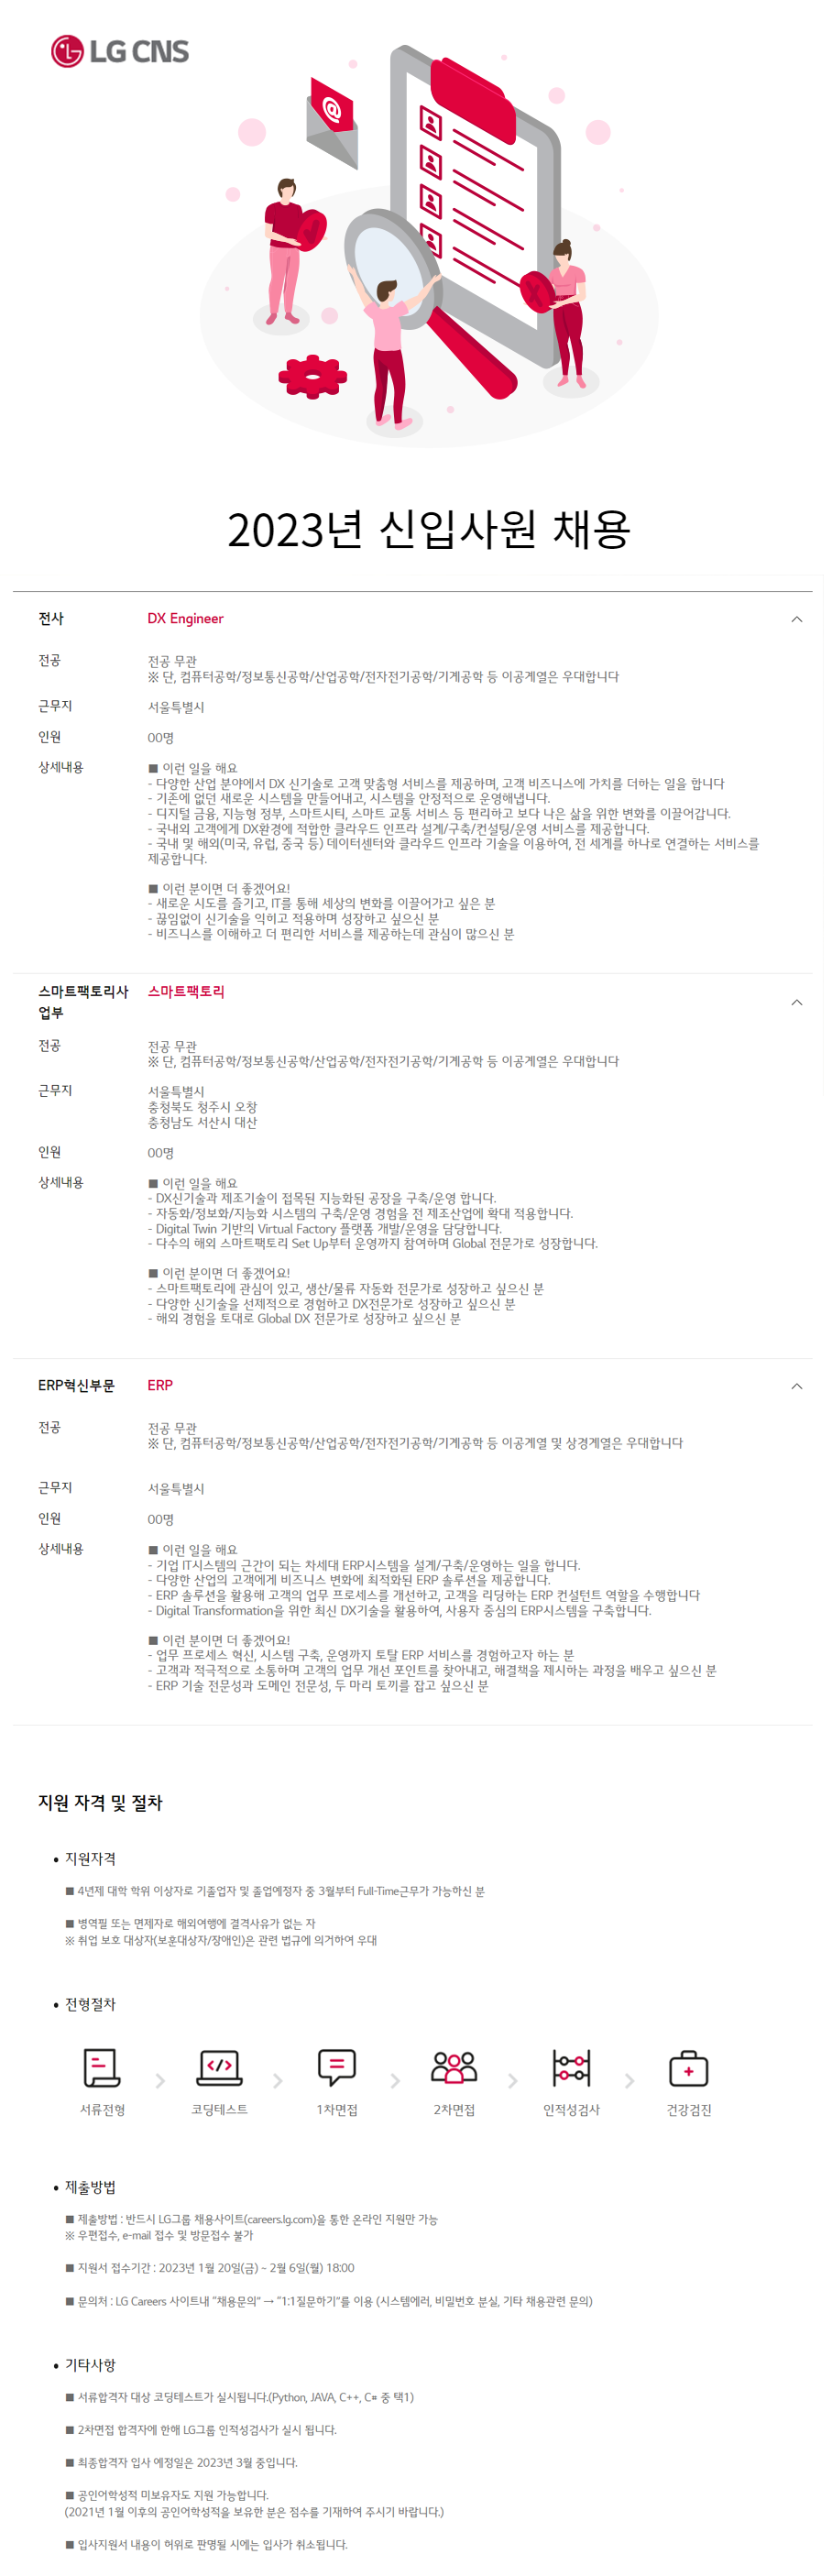 LG CNS
2023년 신입사원 채용
전사
DX Engineer
전공
전공 무관
※ 단, 컴퓨터공학/정보통신공학/산업공학/전자전기공학/기계공학 등 이공계열은 우대합니다
근무지
서울특별시
인원
00명
상세내용
■ 이런 일을 해요
- 다양한 산업 분야에서 DX 신기술로 고객 맞춤형 서비스를 제공하며, 고객 비즈니스에 가치를 더하는 일을 합니다
- 기존에 없던 새로운 시스템을 만들어내고, 시스템을 안정적으로 운영해냅니다.
- 디지털 금융, 지능형 정부, 스마트시티, 스마트 교통 서비스 등 편리하고 보다 나은 삶을 위한 변화를 이끌어갑니다.
- 국내외 고객에게 DX환경에 적합한 클라우드 인프라 설계/구축/컨설팅/운영 서비스를 제공합니다.
- 국내 및 해외(미국, 유럽, 중국 등) 데이터센터와 클라우드 인프라 기술을 이용하여, 전 세계를 하나로 연결하는 서비스를
제공합니다.
■ 이런 분이면 더 좋겠어요!
- 새로운 시도를 즐기고, IT를 통해 세상의 변화를 이끌어가고 싶은 분
- 끊임없이 신기술을 익히고 적용하며 성장하고 싶으신 분
- 비즈니스를 이해하고 더 편리한 서비스를 제공하는데 관심이 많으신 분
스마트팩토리사
업부
스마트팩토리
전공
전공 무관
※ 단, 컴퓨터공학/정보통신공학/산업공학/전자전기공학/기계공학 등 이공계열은 우대합니다
근무지
서울특별시
충청북도 청주시 오창
충청남도 서산시 대산
인원
00명
상세내용
■ 이런 일을 해요
- DX신기술과 제조기술이 접목된 지능화된 공장을 구축/운영 합니다.
- 자동화/정보화/지능화 시스템의 구축/운영 경험을 전 제조산업에 확대 적용합니다.
- Digital Twin 기반의 Virtual Factory 플랫폼 개발/운영을 담당합니다.
- 다수의 해외 스마트팩토리 Set Up부터 운영까지 참여하며 Global 전문가로 성장합니다.
■ 이런 분이면 더 좋겠어요!
- 스마트팩토리에 관심이 있고, 생산/물류 자동화 전문가로 성장하고 싶으신 분
- 다양한 신기술을 선제적으로 경험하고 DX전문가로 성장하고 싶으신 분
- 해외 경험을 토대로 Global DX 전문가로 성장하고 싶으신 분
ERP혁신부문
ERP
전공
전공 무관
※ 단, 컴퓨터공학/정보통신공학/산업공학/전자전기공학/기계공학 등 이공계열 및 상경계열은 우대합니다
근무지
서울특별시
인원
00명
상세내용
■ 이런 일을 해요
- 기업 IT시스템의 근간이 되는 차세대 ERP시스템을 설계/구축/운영하는 일을 합니다.
- 다양한 산업의 고객에게 비즈니스 변화에 최적화된 ERP 솔루션을 제공합니다.
- ERP 솔루션을 활용해 고객의 업무 프로세스를 개선하고, 고객을 리딩하는 ERP 컨설턴트 역할을 수행합니다
- Digital Transformation을 위한 최신 DX기술을 활용하여, 사용자 중심의 ERP시스템을 구축합니다.
■ 이런 분이면 더 좋겠어요!
- 업무 프로세스 혁신, 시스템 구축, 운영까지 토탈 ERP 서비스를 경험하고자 하는 분
- 고객과 적극적으로 소통하며 고객의 업무 개선 포인트를 찾아내고, 해결책을 제시하는 과정을 배우고 싶으신 분
- ERP 기술 전문성과 도메인 전문성, 두 마리 토끼를 잡고 싶으신 분
지원 자격 및 절차
• 지원자격
■ 4년제 대학 학위 이상자로 기졸업자 및 졸업예정자 중 3월부터 Full-Time근무가 가능하신 분
■ 병역필 또는 면제자로 해외여행에 결격사유가 없는 자
※ 취업 보호 대상자(보훈대상자/장애인)은 관련 법규에 의거하여 우대
• 전형절차
서류전형
코딩테스트
1차면접
2차면접
인적성검사
건강검진
• 제출방법
■ 제출방법 : 반드시 LG그룹 채용사이트(careers.lg.com)을 통한 온라인 지원만 가능
※ 우편접수, e-mail 접수 및 방문접수 불가
■ 지원서 접수기간 : 2023년 1월 20일(금) ~ 2월 6일(월) 18:00
■ 문의처 : LG Careers 사이트내 "채용문의" → "1:1질문하기"를 이용 (시스템에러, 비밀번호 분실, 기타 채용관련 문의)
• 기타사항
■ 서류합격자 대상 코딩테스트가 실시됩니다.(Python, JAVA, C++, C# 중 택1)
■ 2차면접 합격자에 한해 LG그룹 인적성검사가 실시 됩니다.
■ 최종합격자 입사 예정일은 2023년 3월 중입니다.
■ 공인어학성적 미보유자도 지원 가능합니다.
(2021년 1월 이후의 공인어학성적을 보유한 분은 점수를 기재하여 주시기 바랍니다.)
■ 입사지원서 내용이 허위로 판명될 시에는 입사가 취소됩니다.